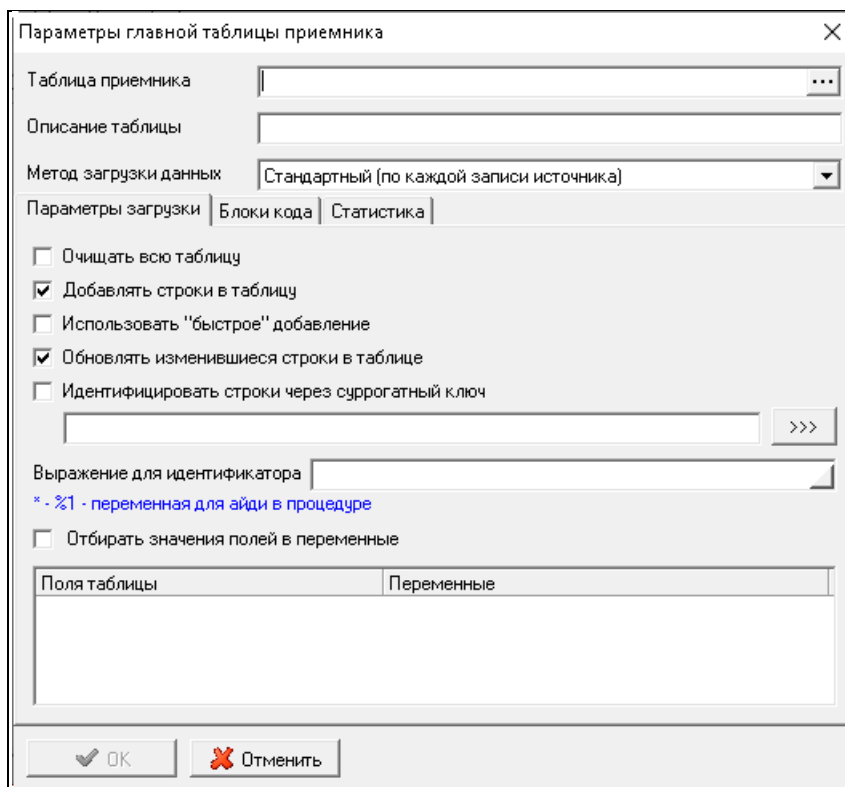 Параметры главной таблицы приемника
Таблица приемника
...
Описание таблицы
Метод загрузки данных Стандартный (по каждой записи источника)
Параметры загрузки Блоки кода Статистика
Очищать всю таблицу
Добавлять строки в таблицу
Использовать "быстрое" добавление
Обновлять изменившиеся строки в таблице
Идентифицировать строки через суррогатный ключ
>>>
Выражение для идентификатора
* - %1 - переменная для айди в процедуре
Отбирать значения полей в переменные
Поля таблицы Переменные
OK Отменить